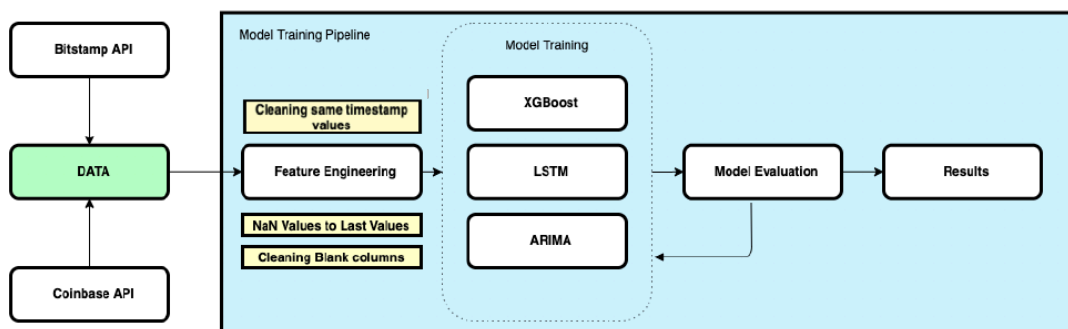 Bitstamp API
Model Training Pipeline
Model Training
XGBoost
Cleaning same timestamp
values
DATA
Feature Engineering
LSTM
Model Evaluation
Results
NaN Values to Last Values
ARIMA
Cleaning Blank columns
Coinbase API